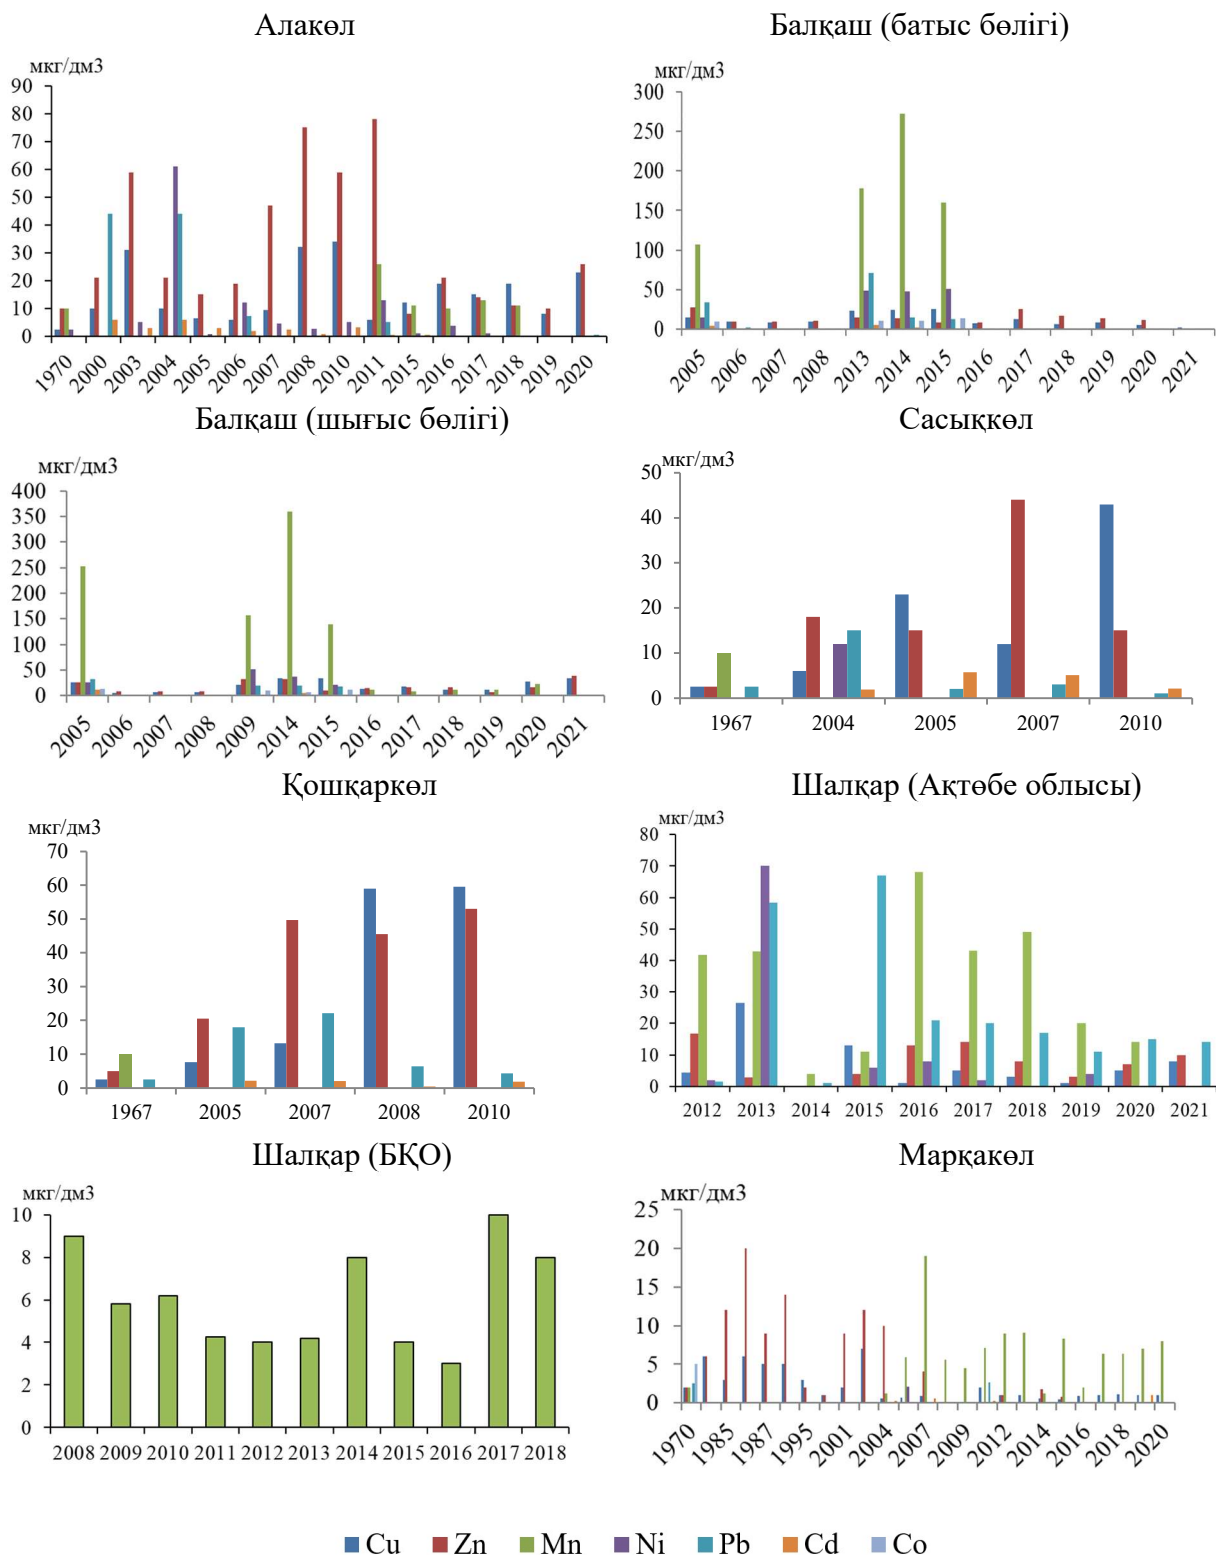 Алакөл
Балқаш (батыс бөлігі)
мкг/дм3
90
80
70
60
50
40
30
20
10
0
1970 2000 2003 2004 2005 2006 2007 2008 2010 2011 2015 2016 2017 2018 2019 2020
мкг/дм3
300
250
200
150
100
50
0
2005 2006 2007 2008 2013 2014 2015 2016 2017 2018 2019 2020 2021
Балқаш (шығыс бөлігі)
Сасықкөл
мкг/дм3
400
350
300
250
200
150
100
50
0
2005 2006 2007 2008 2009 2014 2015 2016 2017 2018 2019 2020 2021
мкг/дм3
50
40
30
20
10
0
1967 2004 2005 2007 2010
Қошқаркөл
Шалқар (Ақтөбе облысы)
мкг/дм3
70
60
50
40
30
20
10
0
1967 2005 2007 2008 2010
мкг/дм3
80
70
60
50
40
30
20
10
0
2012 2013 2014 2015 2016 2017 2018 2019 2020 2021
Шалқар (БҚО)
Марқакөл
мкг/дм3
10
8
6
4
2
0
2008 2009 2010 2011 2012 2013 2014 2015 2016 2017 2018
мкг/дм3
25
20
15
10
5
0
1970 1985 1987 1995 2001 2004 2007 2009 2012 2014 2016 2018 2020
Cu Zn Mn Ni Pb Cd Co